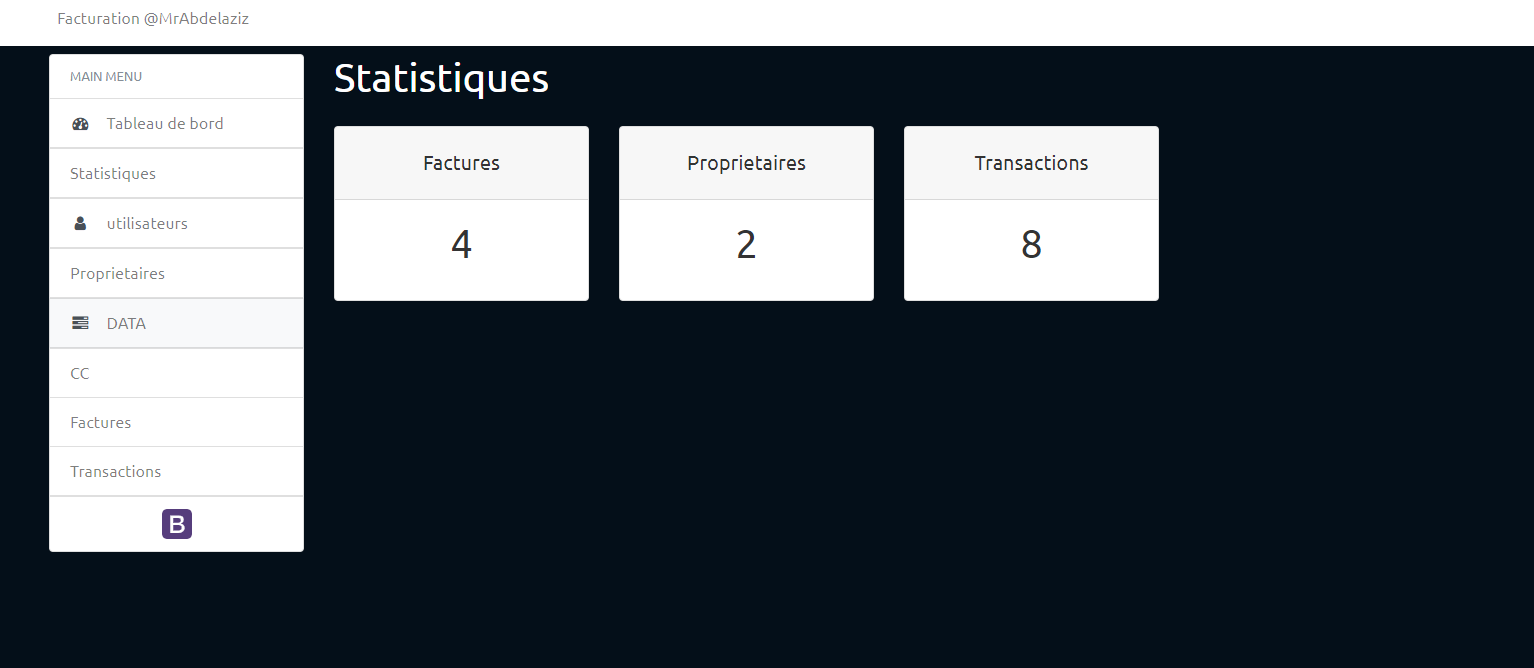 Facturation @MrAbdelaziz
MAIN MENU
Tableau de bord
Statistiques
utilisateurs
Proprietaires
DATA
CC
Factures
Transactions
B
Statistiques
Factures
4
Proprietaires
2
Transactions
8